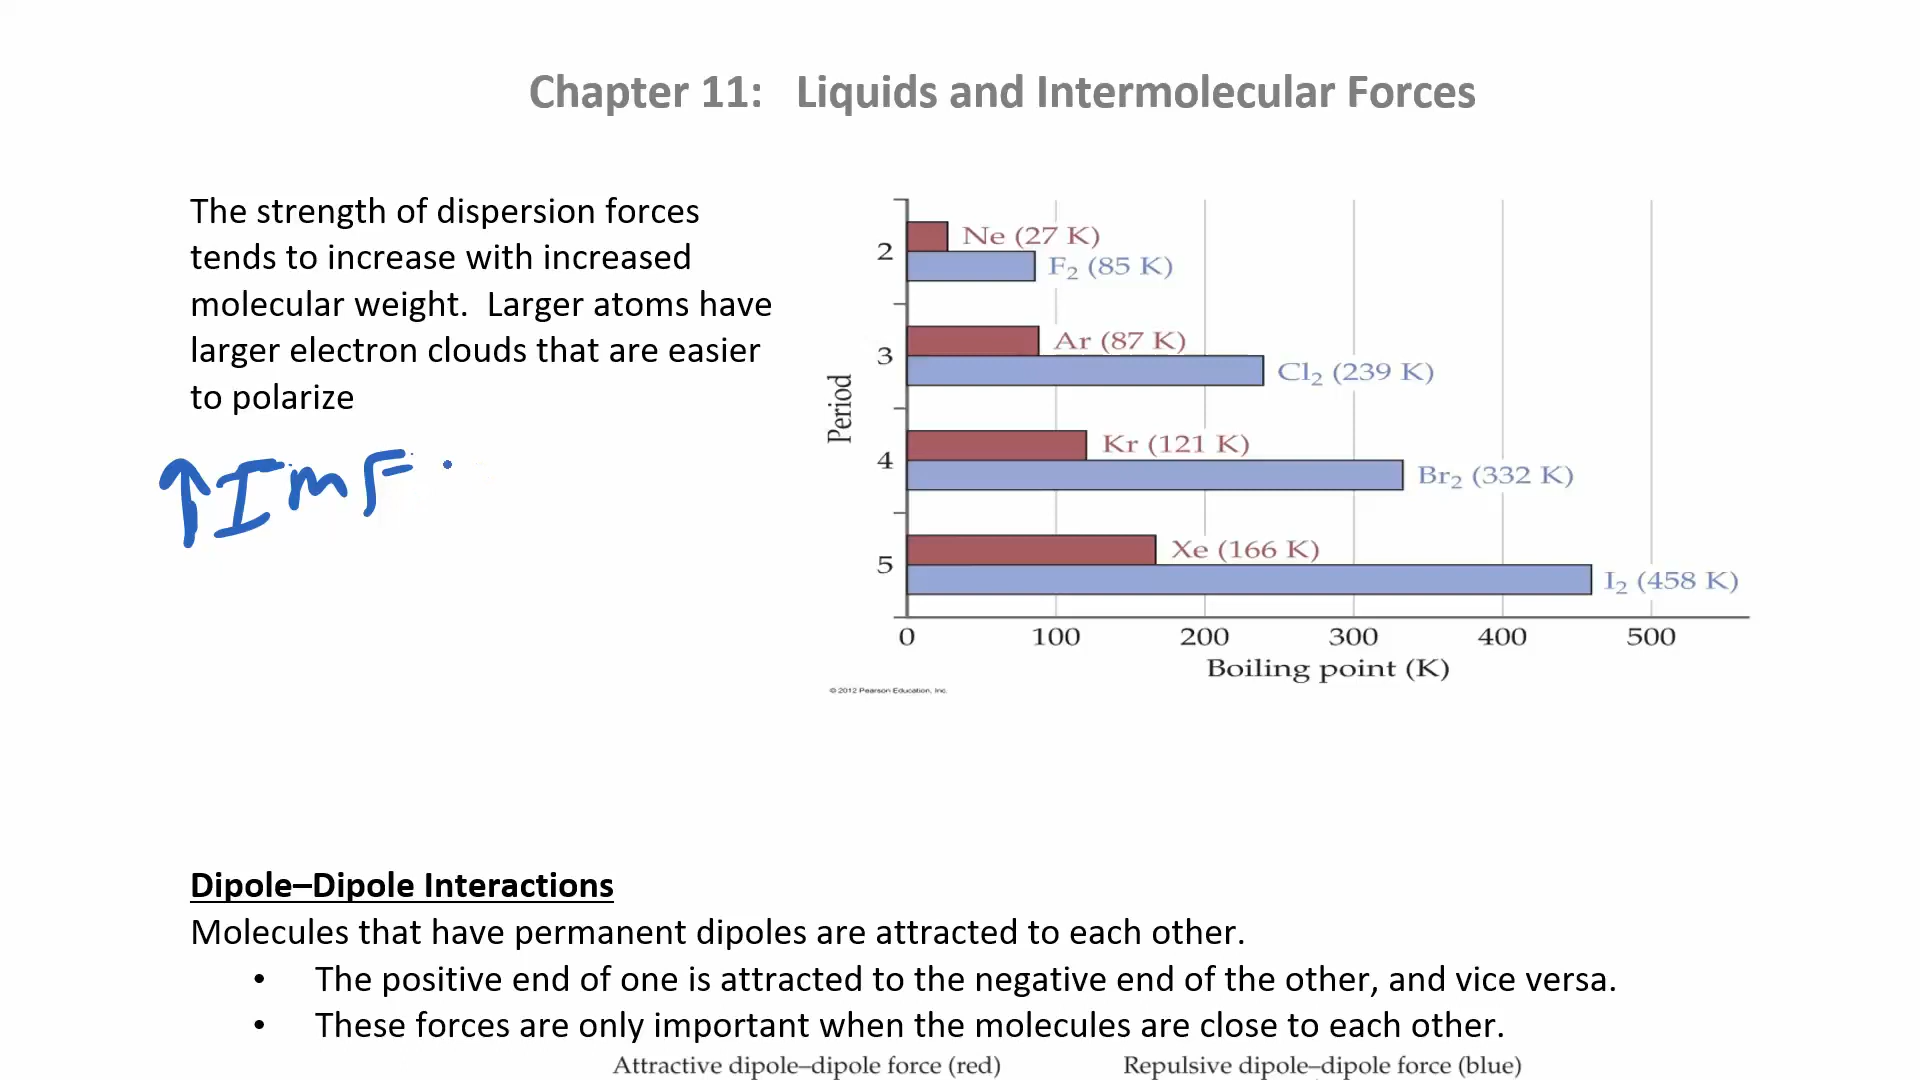 Chapter 11: Liquids and Intermolecular Forces
The strength of dispersion forces
tends to increase with increased
molecular weight. Larger atoms have
larger electron clouds that are easier
to polarize
↑ImF
Period
2
Ne (27 K)
F₂ (85 K)
3
Ar (87 K)
Cl₂ (239 K)
4
Kr (121 K)
Br₂ (332 K)
5
Xe (166 K)
I₂ (458 K)
0 100 200 300 400 500
Boiling point (K)
© 2012 Pearson Education, Inc.
Dipole–Dipole Interactions
Molecules that have permanent dipoles are attracted to each other.
• The positive end of one is attracted to the negative end of the other, and vice versa.
• These forces are only important when the molecules are close to each other.
Attractive dipole–dipole force (red) Repulsive dipole–dipole force (blue)